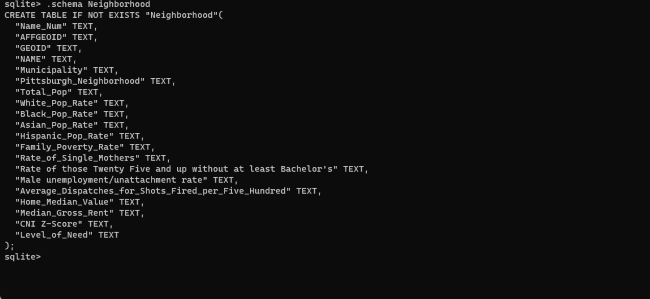 sqlite> .schema Neighborhood
CREATE TABLE IF NOT EXISTS "Neighborhood"(
  "Name_Num" TEXT,
  "AFFGEOID" TEXT,
  "GEOID" TEXT,
  "NAME" TEXT,
  "Municipality" TEXT,
  "Pittsburgh_Neighborhood" TEXT,
  "Total_Pop" TEXT,
  "White_Pop_Rate" TEXT,
  "Black_Pop_Rate" TEXT,
  "Asian_Pop_Rate" TEXT,
  "Hispanic_Pop_Rate" TEXT,
  "Family_Poverty_Rate" TEXT,
  "Rate_of_Single_Mothers" TEXT,
  "Rate of those Twenty Five and up without at least Bachelor's" TEXT,
  "Male unemployment/unattachment rate" TEXT,
  "Average_Dispatches_for_Shots_Fired_per_Five_Hundred" TEXT,
  "Home_Median_Value" TEXT,
  "Median_Gross_Rent" TEXT,
  "CNI Z-Score" TEXT,
  "Level_of_Need" TEXT
);
sqlite>